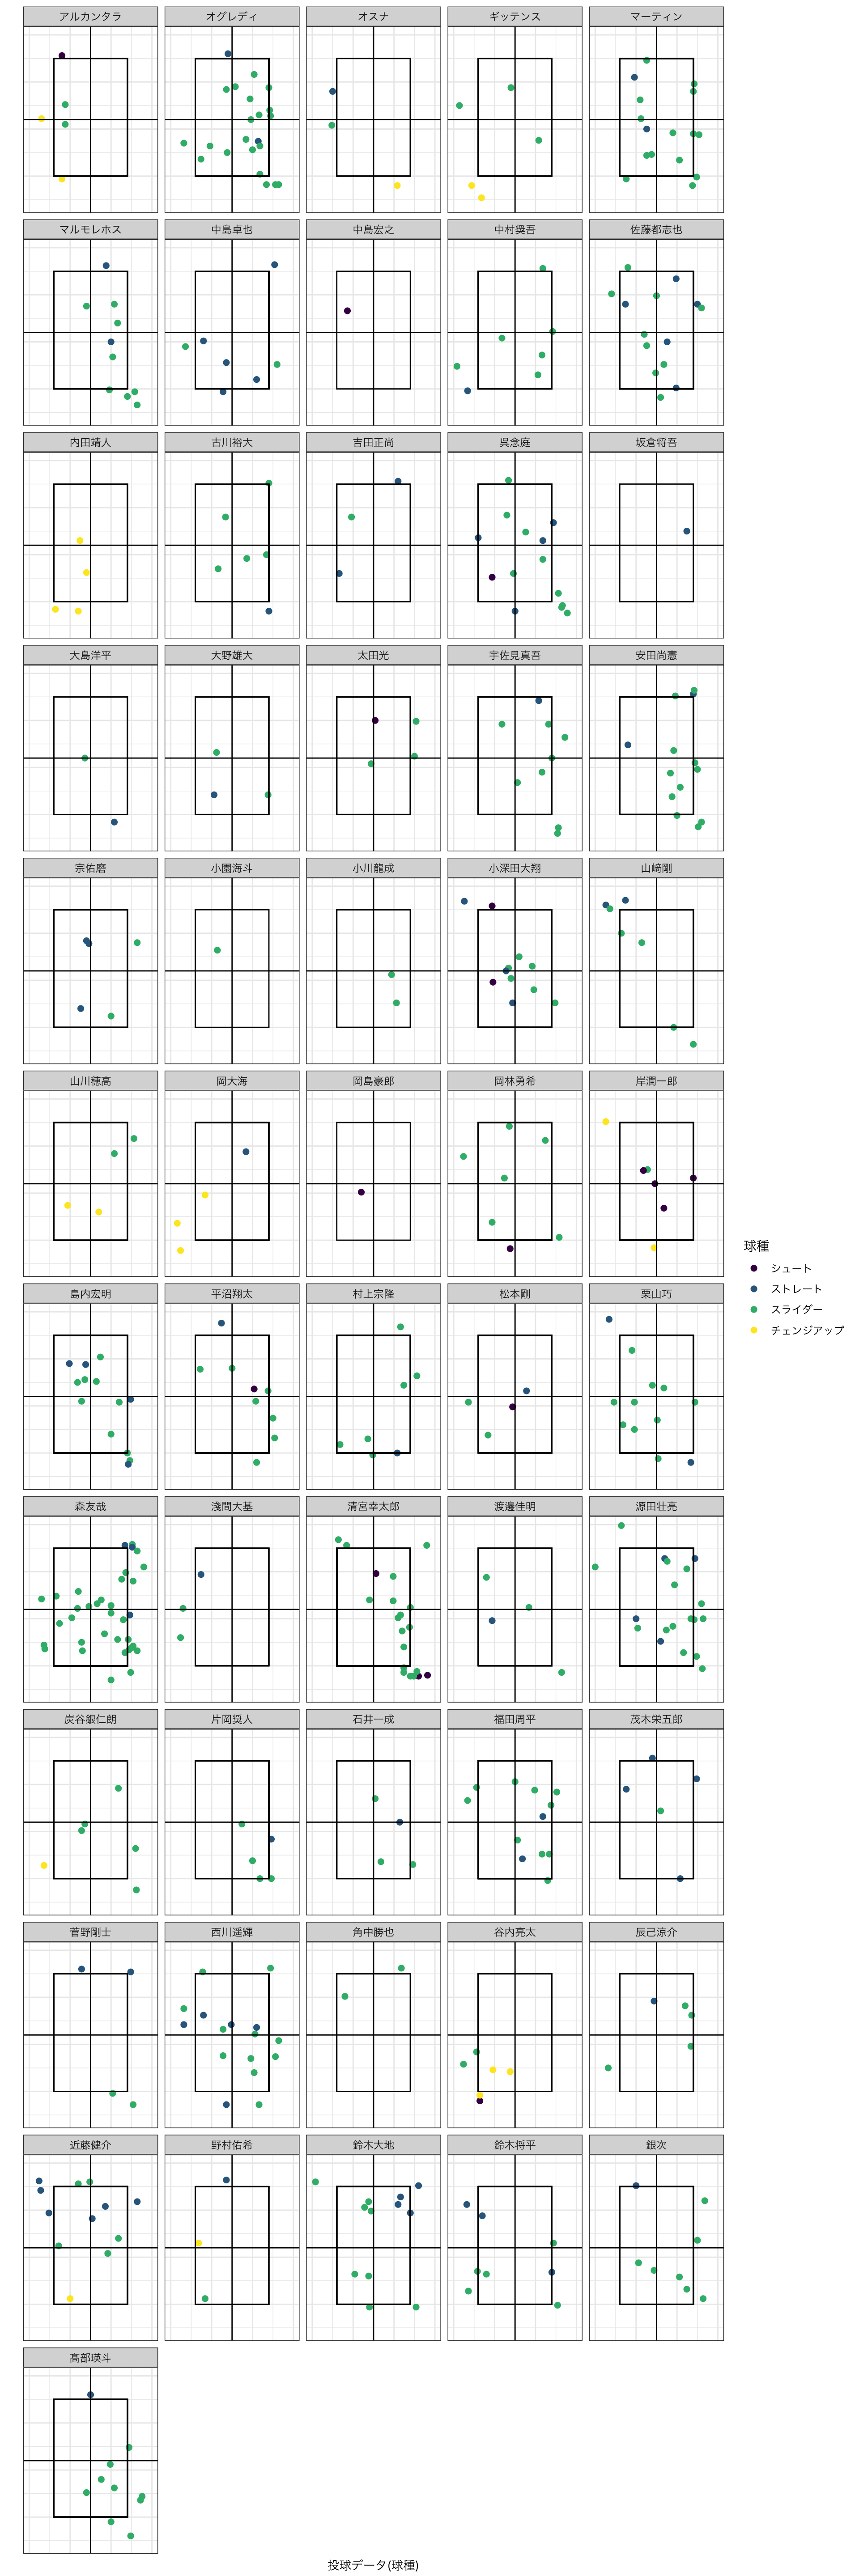 アルカンタラ
オグレディ
オスナ
ギッテンス
マーティン
マルモレホス
中島卓也
中島宏之
中村奨吾
佐藤都志也
内田靖人
古川裕大
吉田正尚
呉念庭
坂倉将吾
大島洋平
大野雄大
太田光
宇佐見真吾
安田尚憲
宗佑磨
小園海斗
小川龍成
小深田大翔
山﨑剛
山川穂高
岡大海
岡島豪郎
岡林勇希
岸潤一郎
島内宏明
平沼翔太
村上宗隆
松本剛
栗山巧
森友哉
淺間大基
清宮幸太郎
渡邊佳明
源田壮亮
炭谷銀仁朗
片岡奨人
石井一成
福田周平
茂木栄五郎
菅野剛士
西川遥輝
角中勝也
谷内亮太
辰己涼介
近藤健介
野村佑希
鈴木大地
鈴木将平
銀次
髙部瑛斗
球種
シュート
ストレート
スライダー
チェンジアップ
投球データ(球種)